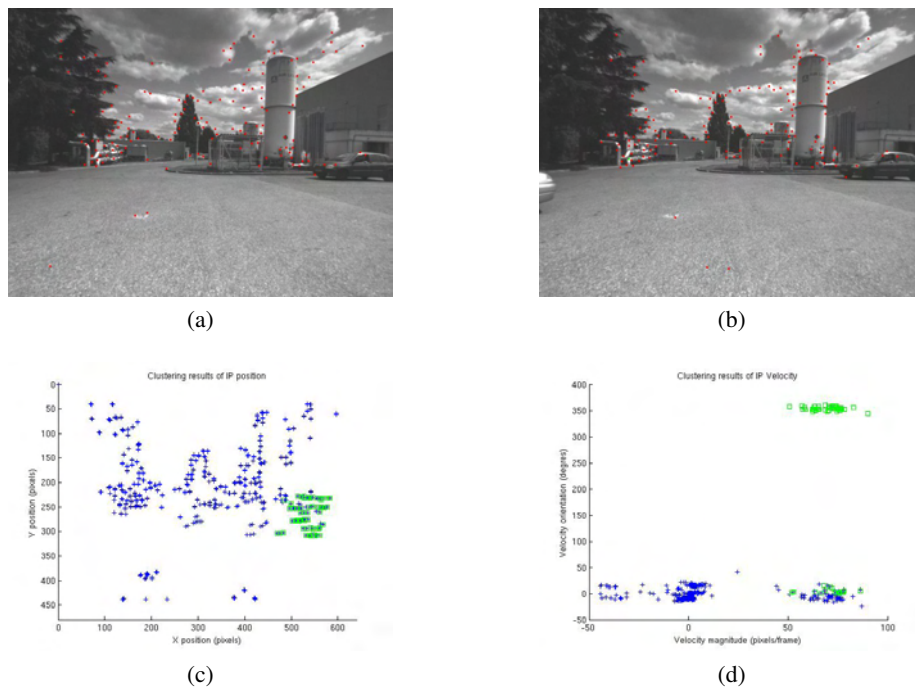 (a)
(b)
Clustering results of IP position
0
50
100
150
200
250
300
350
400
450
Y position (pixels)
0 100 200 300 400 500 600
X position (pixels)
(c)
Clustering results of IP Velocity
400
350
300
250
200
150
100
50
0
-50
Velocity orientation (degres)
-50 0 50 100
Velocity magnitude (pixels/frame)
(d)